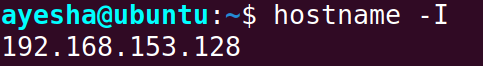 ayesha@ubuntu:~$ hostname -I
192.168.153.128